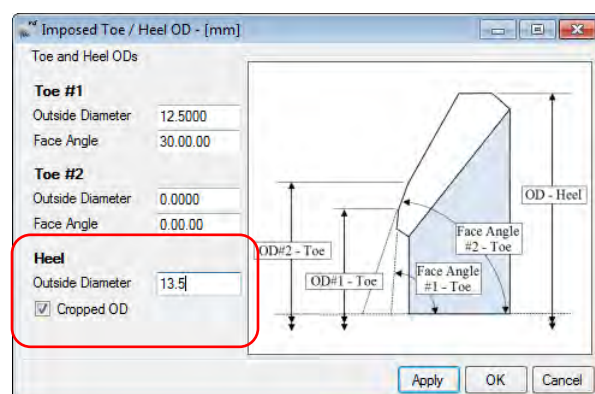 Imposed Toe / Heel OD - [mm]
Toe and Heel ODs
Toe #1
Outside Diameter 12.5000
Face Angle 30.00.00
Toe #2
Outside Diameter 0.0000
Face Angle 0.00.00
Heel
Outside Diameter 13.5
Cropped OD
OD - Heel
Face Angle
#2 - Toe
OD#2 - Toe
OD#1 - Toe
Face Angle
#1 - Toe
Apply OK Cancel